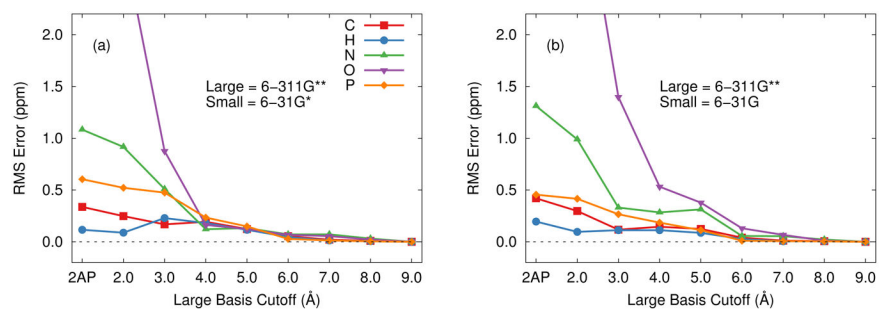 (a)
C
H
N
O
P
Large = 6–311G**
Small = 6–31G*
RMS Error (ppm)
2.0
1.5
1.0
0.5
0.0
2AP 2.0 3.0 4.0 5.0 6.0 7.0 8.0 9.0
Large Basis Cutoff (Å)
(b)
Large = 6–311G**
Small = 6–31G
RMS Error (ppm)
2.0
1.5
1.0
0.5
0.0
2AP 2.0 3.0 4.0 5.0 6.0 7.0 8.0 9.0
Large Basis Cutoff (Å)